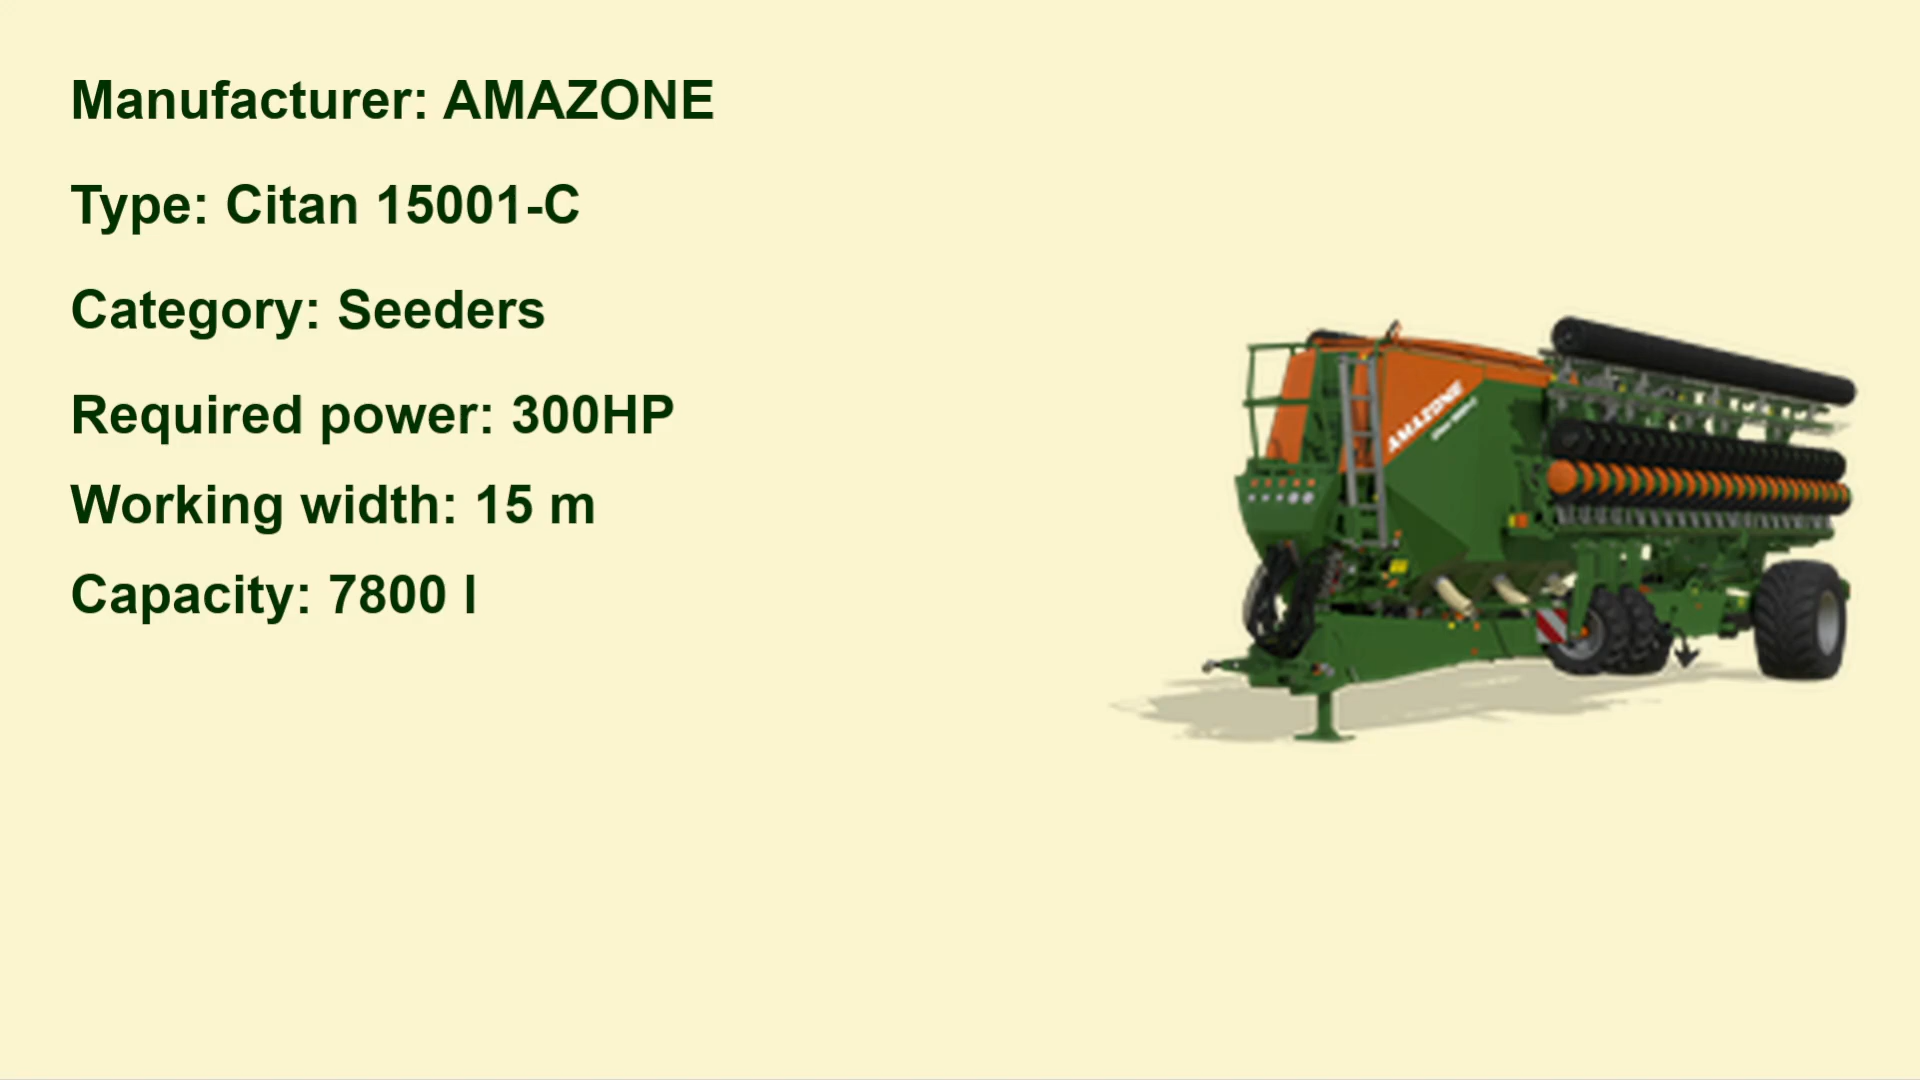 Manufacturer: AMAZONE
Type: Citan 15001-C
Category: Seeders
Required power: 300HP
Working width: 15 m
Capacity: 7800 l
AMAZONE